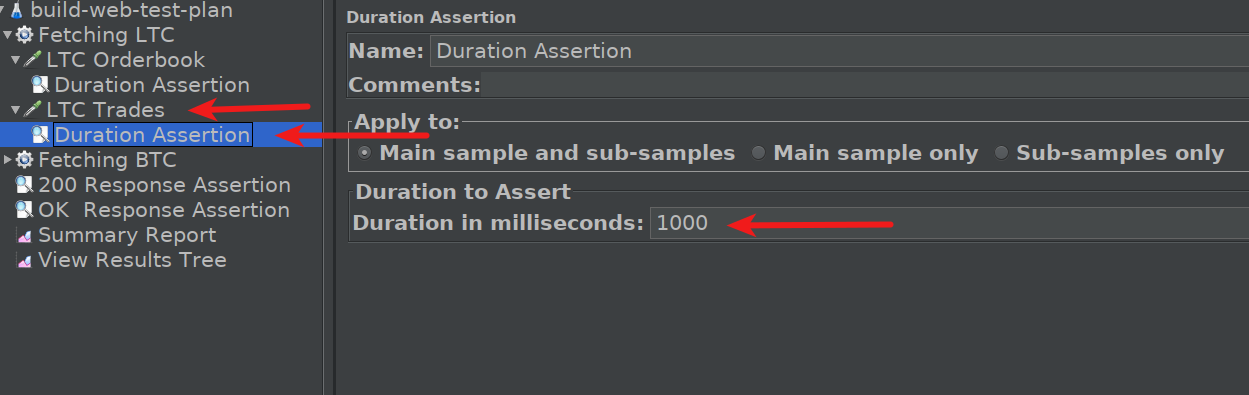 build-web-test-plan
Fetching LTC
LTC Orderbook
Duration Assertion
LTC Trades
Duration Assertion
Fetching BTC
200 Response Assertion
OK  Response Assertion
Summary Report
View Results Tree
Duration Assertion
Name: Duration Assertion
Comments:
Apply to:
Main sample and sub-samples Main sample only Sub-samples only
Duration to Assert
Duration in milliseconds: 1000